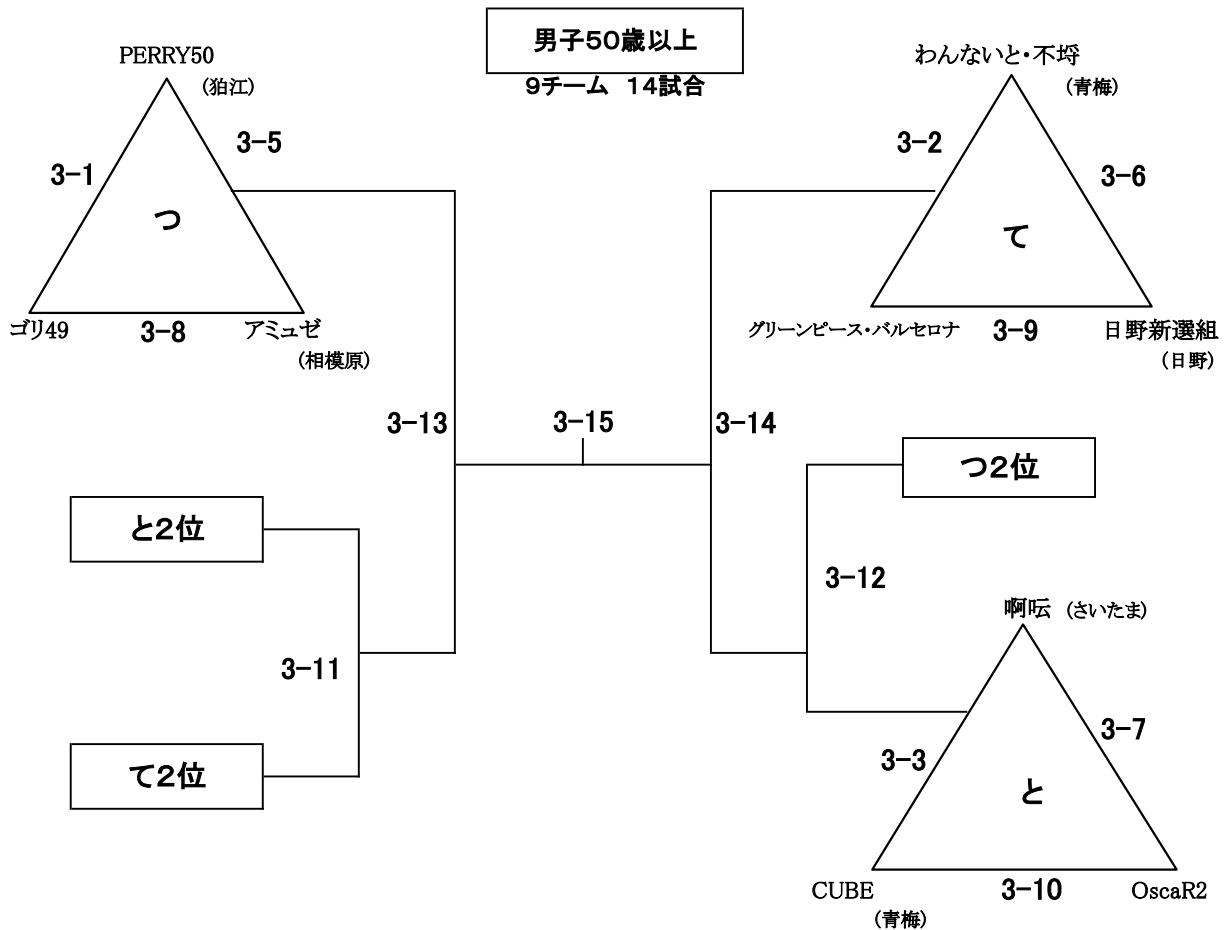 男子50歳以上
9チーム 14試合
PERRY50
(狛江)
3-1
3-5
つ
ゴリ49
3-8
アミュゼ
(相模原)
わんないと・不埒
(青梅)
3-2
3-6
て
グリーンピース・バルセロナ
3-9
日野新選組
(日野)
3-13
3-15
3-14
つ2位
と2位
3-12
3-11
て2位
啊呍 (さいたま)
3-3
3-7
と
CUBE
(青梅)
3-10
OscaR2